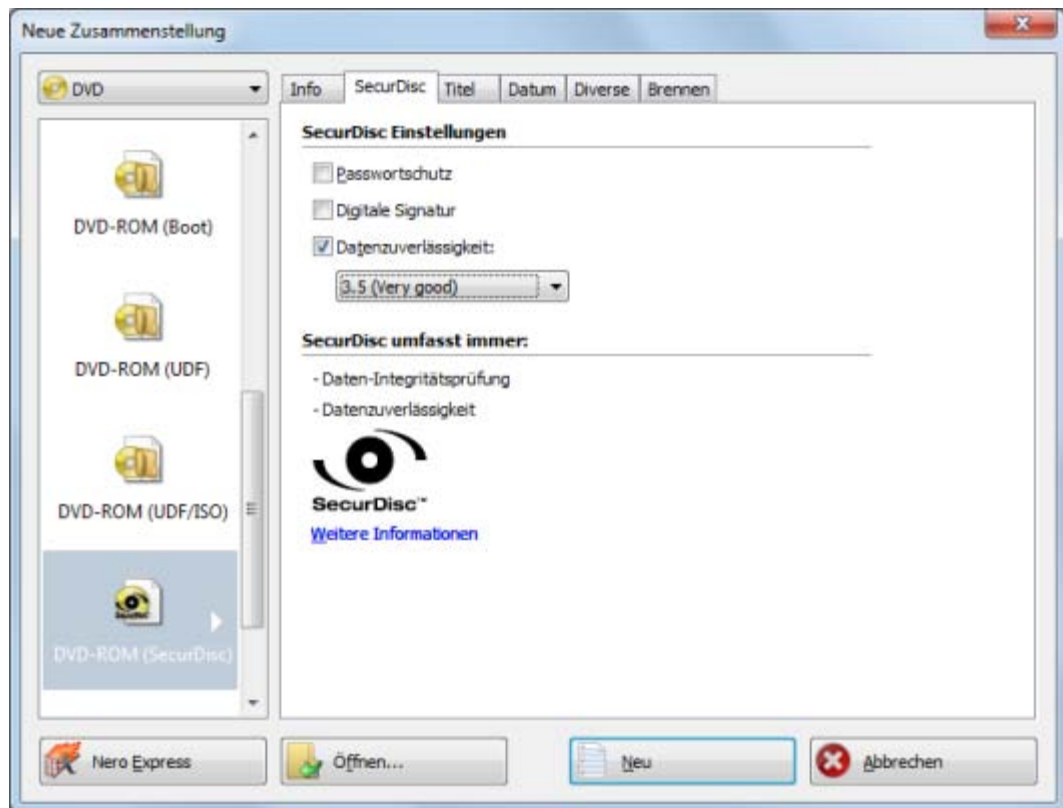 Neue Zusammenstellung
DVD
DVD-ROM (Boot)
DVD-ROM (UDF)
DVD-ROM (UDF/ISO)
DVD-ROM (SecurDisc)
Info SecurDisc Titel Datum Diverse Brennen
SecurDisc Einstellungen
Passwortschutz
Digitale Signatur
Datenzuverlässigkeit:
3.5 (Very good)
SecurDisc umfasst immer:
- Daten-Integritätsprüfung
- Datenzuverlässigkeit
SecurDisc™
Weitere Informationen
Nero Express Öffnen... Neu Abbrechen